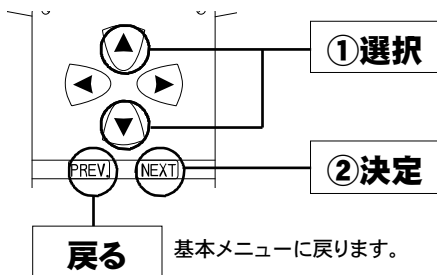 ①選択
PREV.
NEXT
②決定
戻る
基本メニューに戻ります。